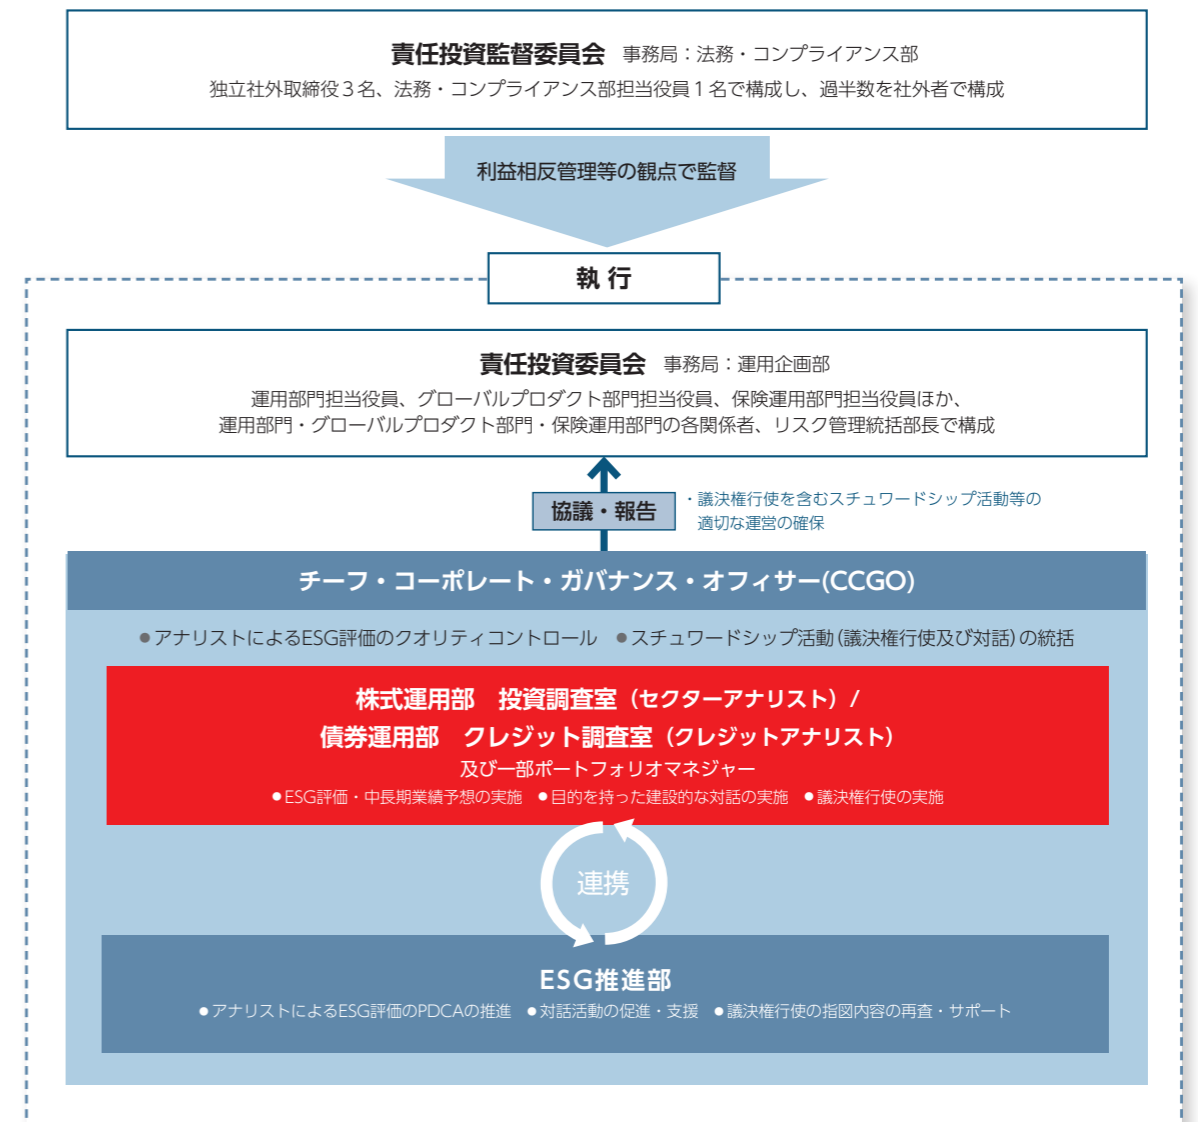 責任投資監督委員会 事務局：法務・コンプライアンス部
独立社外取締役３名、法務・コンプライアンス部担当役員１名で構成し、過半数を社外者で構成
利益相反管理等の観点で監督
執 行
責任投資委員会 事務局：運用企画部
運用部門担当役員、グローバルプロダクト部門担当役員、保険運用部門担当役員ほか、
運用部門・グローバルプロダクト部門・保険運用部門の各関係者、リスク管理統括部長で構成
協議・報告
・議決権行使を含むスチュワードシップ活動等の
適切な運営の確保
チーフ・コーポレート・ガバナンス・オフィサー(CCGO)
●アナリストによるESG評価のクオリティコントロール ●スチュワードシップ活動（議決権行使及び対話）の統括
株式運用部　投資調査室（セクターアナリスト）/
債券運用部　クレジット調査室（クレジットアナリスト）
及び一部ポートフォリオマネジャー
●ESG評価・中長期業績予想の実施 ●目的を持った建設的な対話の実施 ●議決権行使の実施
連携
ESG推進部
●アナリストによるESG評価のPDCAの推進 ●対話活動の促進・支援 ●議決権行使の指図内容の再査・サポート